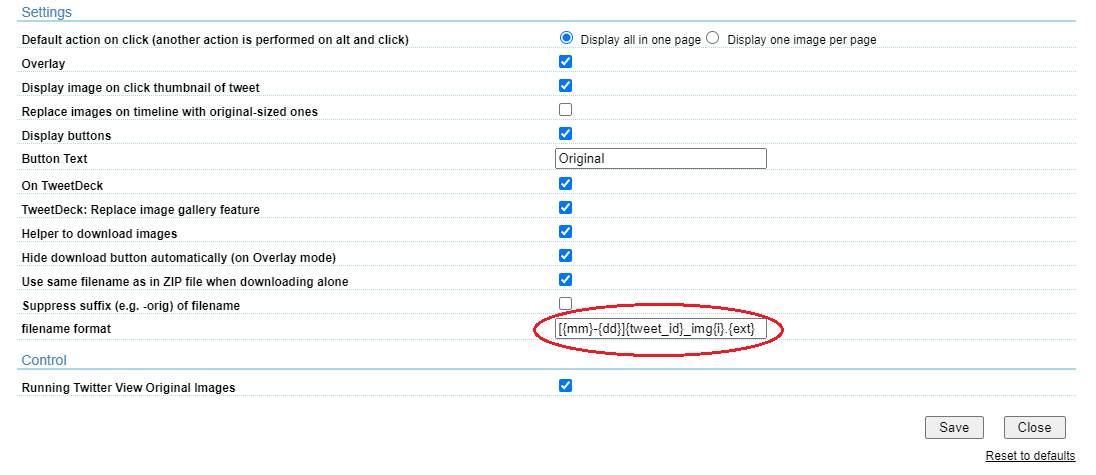 Settings
Default action on click (another action is performed on alt and click) Display all in one page Display one image per page
Overlay
Display image on click thumbnail of tweet
Replace images on timeline with original-sized ones
Display buttons
Button Text Original
On TweetDeck
TweetDeck: Replace image gallery feature
Helper to download images
Hide download button automatically (on Overlay mode)
Use same filename as in ZIP file when downloading alone
Suppress suffix (e.g. -orig) of filename
filename format [{mm}-{dd}]{tweet_id}_img{i}.{ext}
Control
Running Twitter View Original Images
Save Close
Reset to defaults